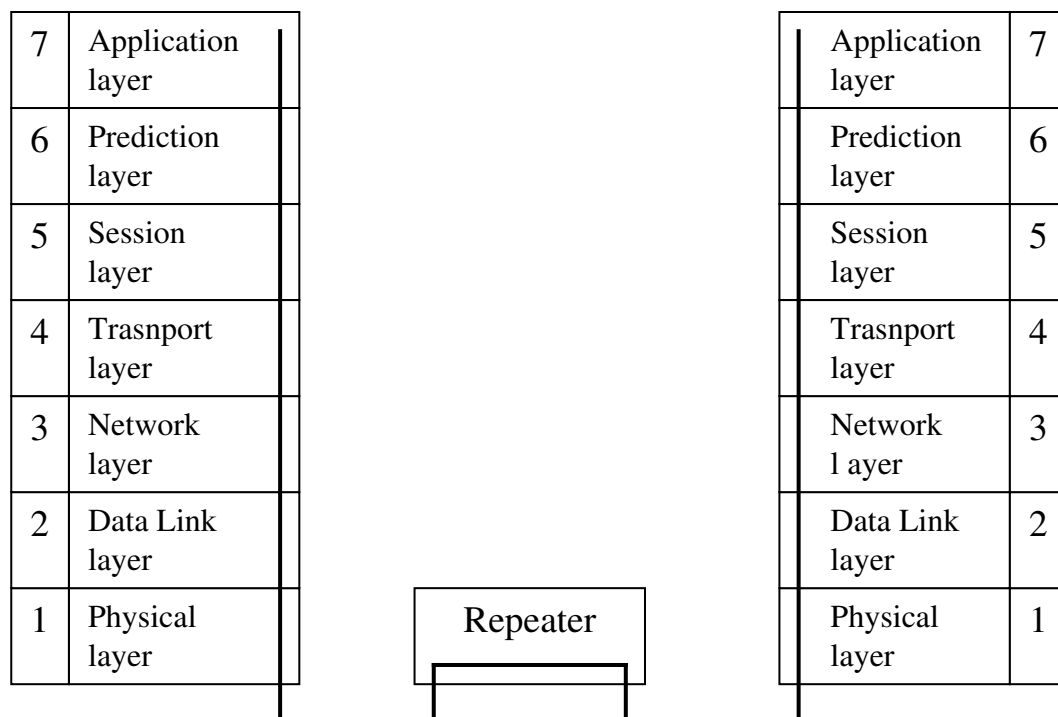 7 Application
layer
6 Prediction
layer
5 Session
layer
4 Trasnport
layer
3 Network
layer
2 Data Link
layer
1 Physical
layer
Repeater
Application 7
layer
Prediction 6
layer
Session 5
layer
Trasnport 4
layer
Network 3
l ayer
Data Link 2
layer
Physical 1
layer